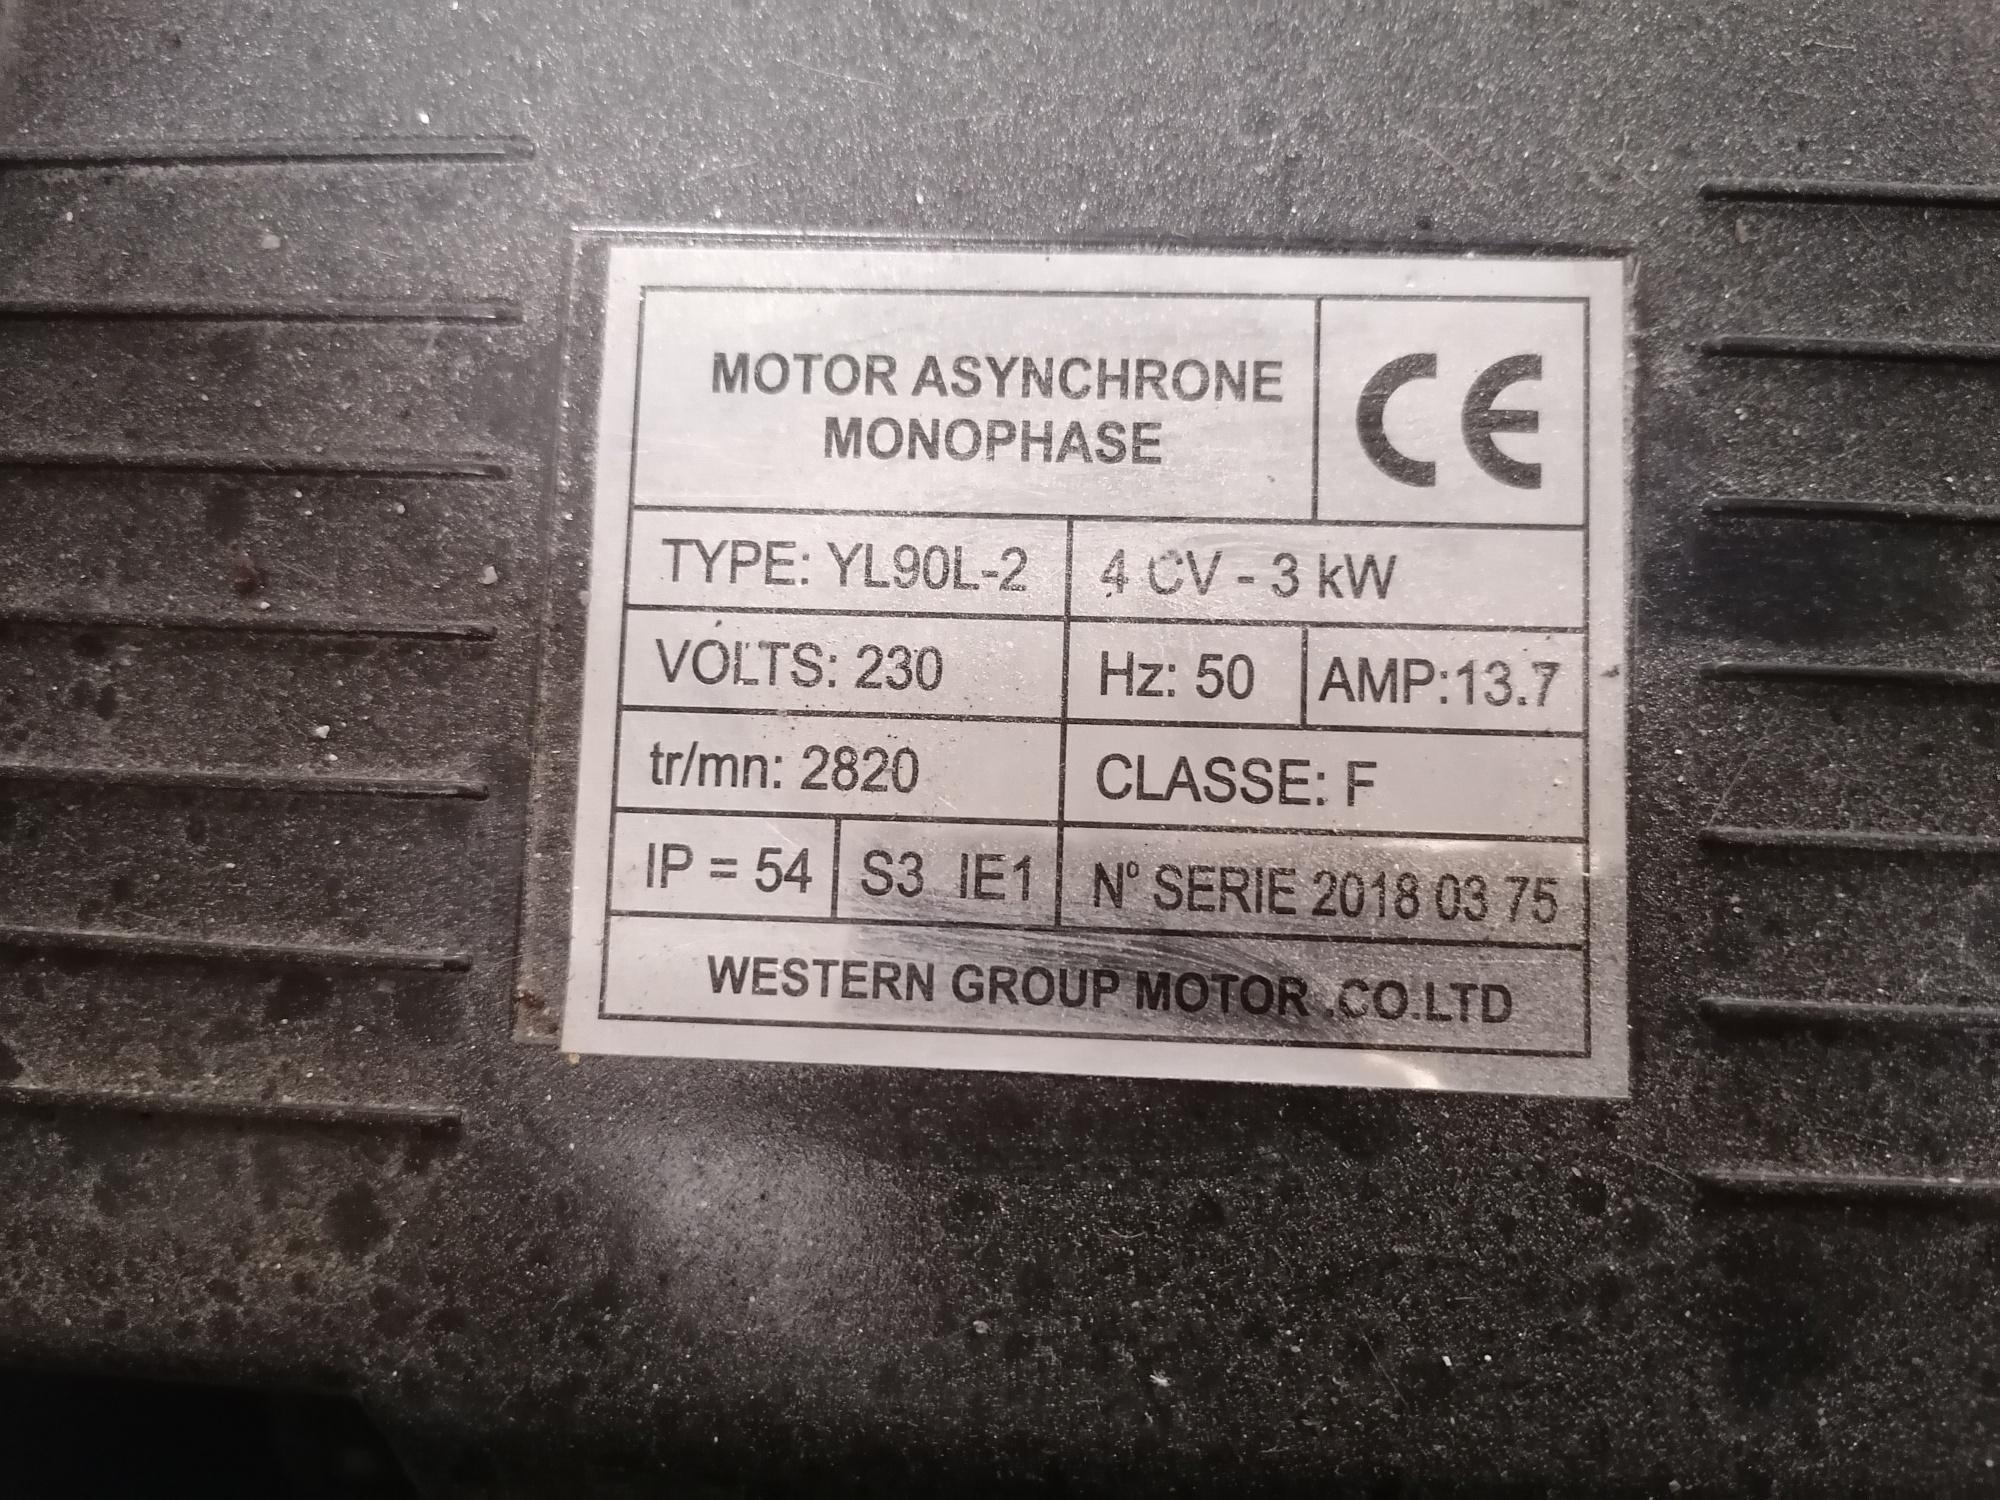 MOTOR ASYNCHRONE
MONOPHASE
CE
TYPE: YL90L-2
4 CV - 3 kW
VOLTS: 230
Hz: 50
AMP:13.7
tr/mn: 2820
CLASSE: F
IP = 54
S3 IE1
N° SERIE 2018 03 75
WESTERN GROUP MOTOR .CO.LTD